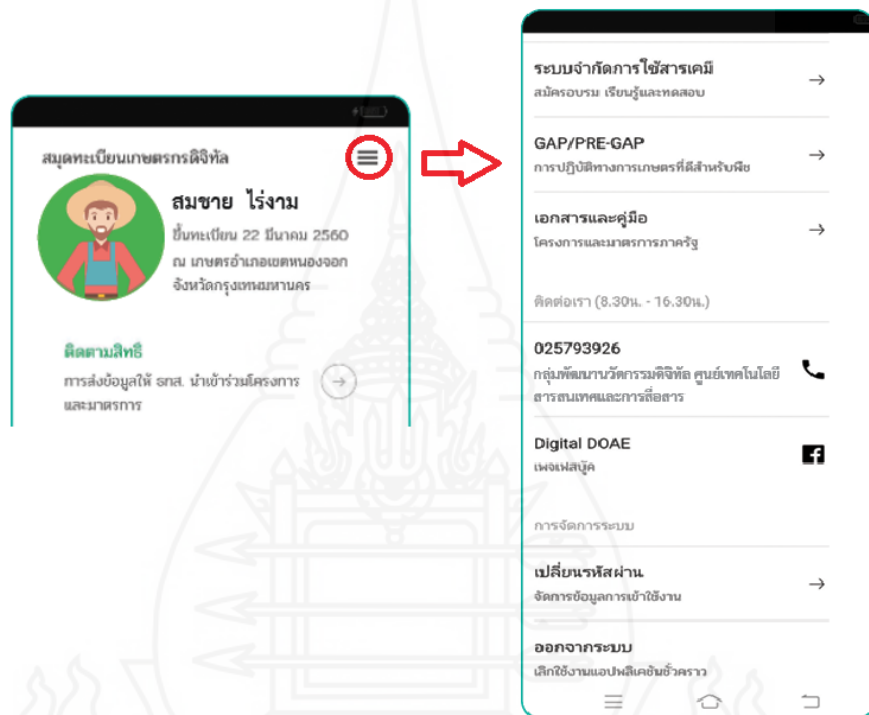 สมุดทะเบียนเกษตรกรดิจิทัล
สมชาย ไร่งาม
ขึ้นทะเบียน 22 มีนาคม 2560
ณ เกษตรอำเภอเขตหนองจอก
จังหวัดกรุงเทพมหานคร
ติดตามสิทธิ์
การส่งข้อมูลให้ ธกส. นำเข้าร่วมโครงการ
และมาตรการ
ระบบจำกัดการใช้สารเคมี
สมัครอบรม เรียนรู้และทดสอบ
GAP/PRE-GAP
การปฏิบัติทางการเกษตรที่ดีสำหรับพืช
เอกสารและคู่มือ
โครงการและมาตรการภาครัฐ
ติดต่อเรา (8.30น. - 16.30น.)
025793926
กลุ่มพัฒนานวัตกรรมดิจิทัล ศูนย์เทคโนโลยี
สารสนเทศและการสื่อสาร
Digital DOAE
เพจเฟสบุ๊ค
การจัดการระบบ
เปลี่ยนรหัสผ่าน
จัดการข้อมูลการเข้าใช้งาน
ออกจากระบบ
เลิกใช้งานแอปพลิเคชันชั่วคราว